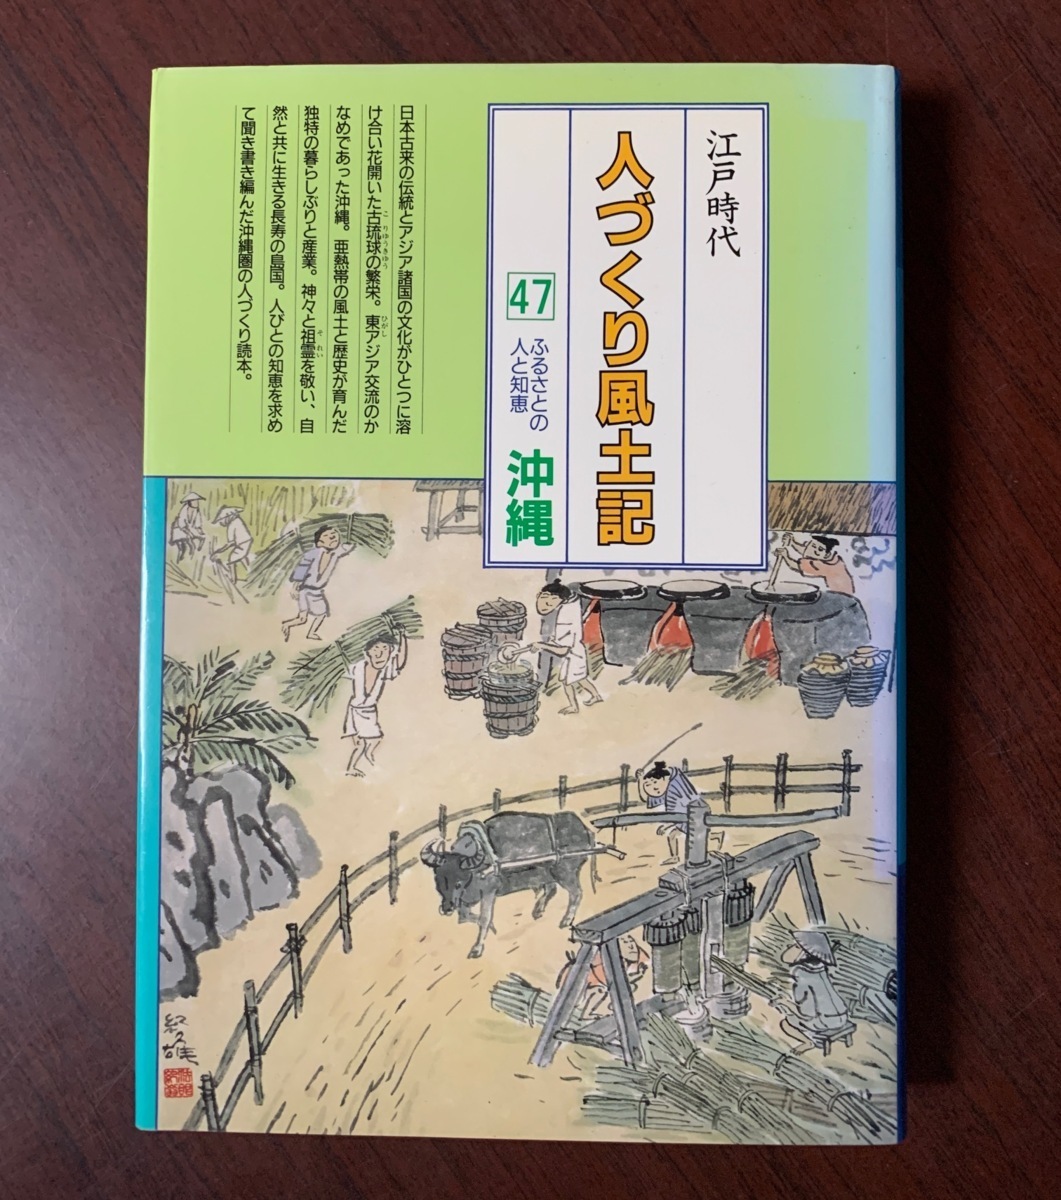 江戸時代
人づくり風土記
47
ふるさとの
人と知恵
沖縄
日本古来の伝統とアジア諸国の文化がひとつに溶
け合い花開いた古琉球の繁栄。東アジア交流のか
なめであった沖縄。亜熱帯の風土と歴史が育んだ
独特の暮らしぶりと産業。神々と祖霊を敬い、自
然と共に生きる長寿の島国。人びとの知恵を求め
て聞き書き編んだ沖縄圏の人づくり読本。